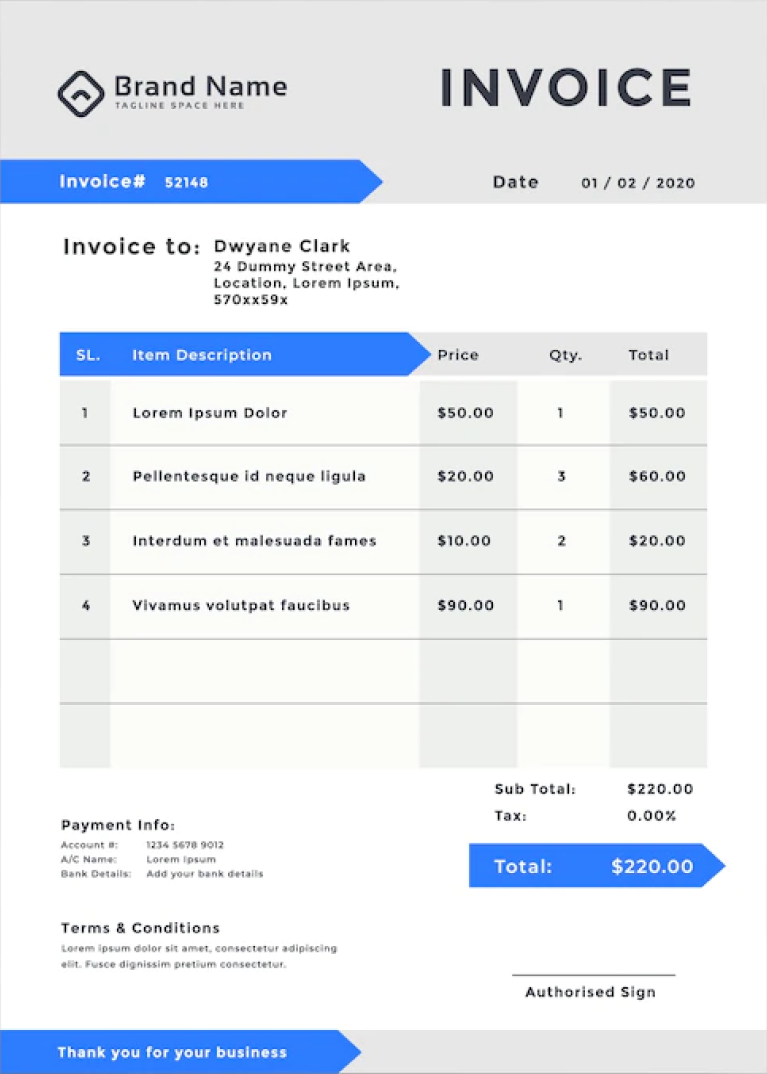 Brand Name
TAGLINE SPACE HERE
INVOICE
Invoice# 52148
Date 01 / 02 / 2020
Invoice to: Dwyane Clark
24 Dummy Street Area,
Location, Lorem Ipsum,
570xx59x
SL. Item Description Price Qty. Total
1 Lorem Ipsum Dolor $50.00 1 $50.00
2 Pellentesque id neque ligula $20.00 3 $60.00
3 Interdum et malesuada fames $10.00 2 $20.00
4 Vivamus volutpat faucibus $90.00 1 $90.00
Sub Total: $220.00
Tax: 0.00%
Total: $220.00
Payment Info:
Account #: 1234 5678 9012
A/C Name: Lorem Ipsum
Bank Details: Add your bank details
Terms & Conditions
Lorem ipsum dolor sit amet, consectetur adipiscing
elit. Fusce dignissim pretium consectetur.
Authorised Sign
Thank you for your business